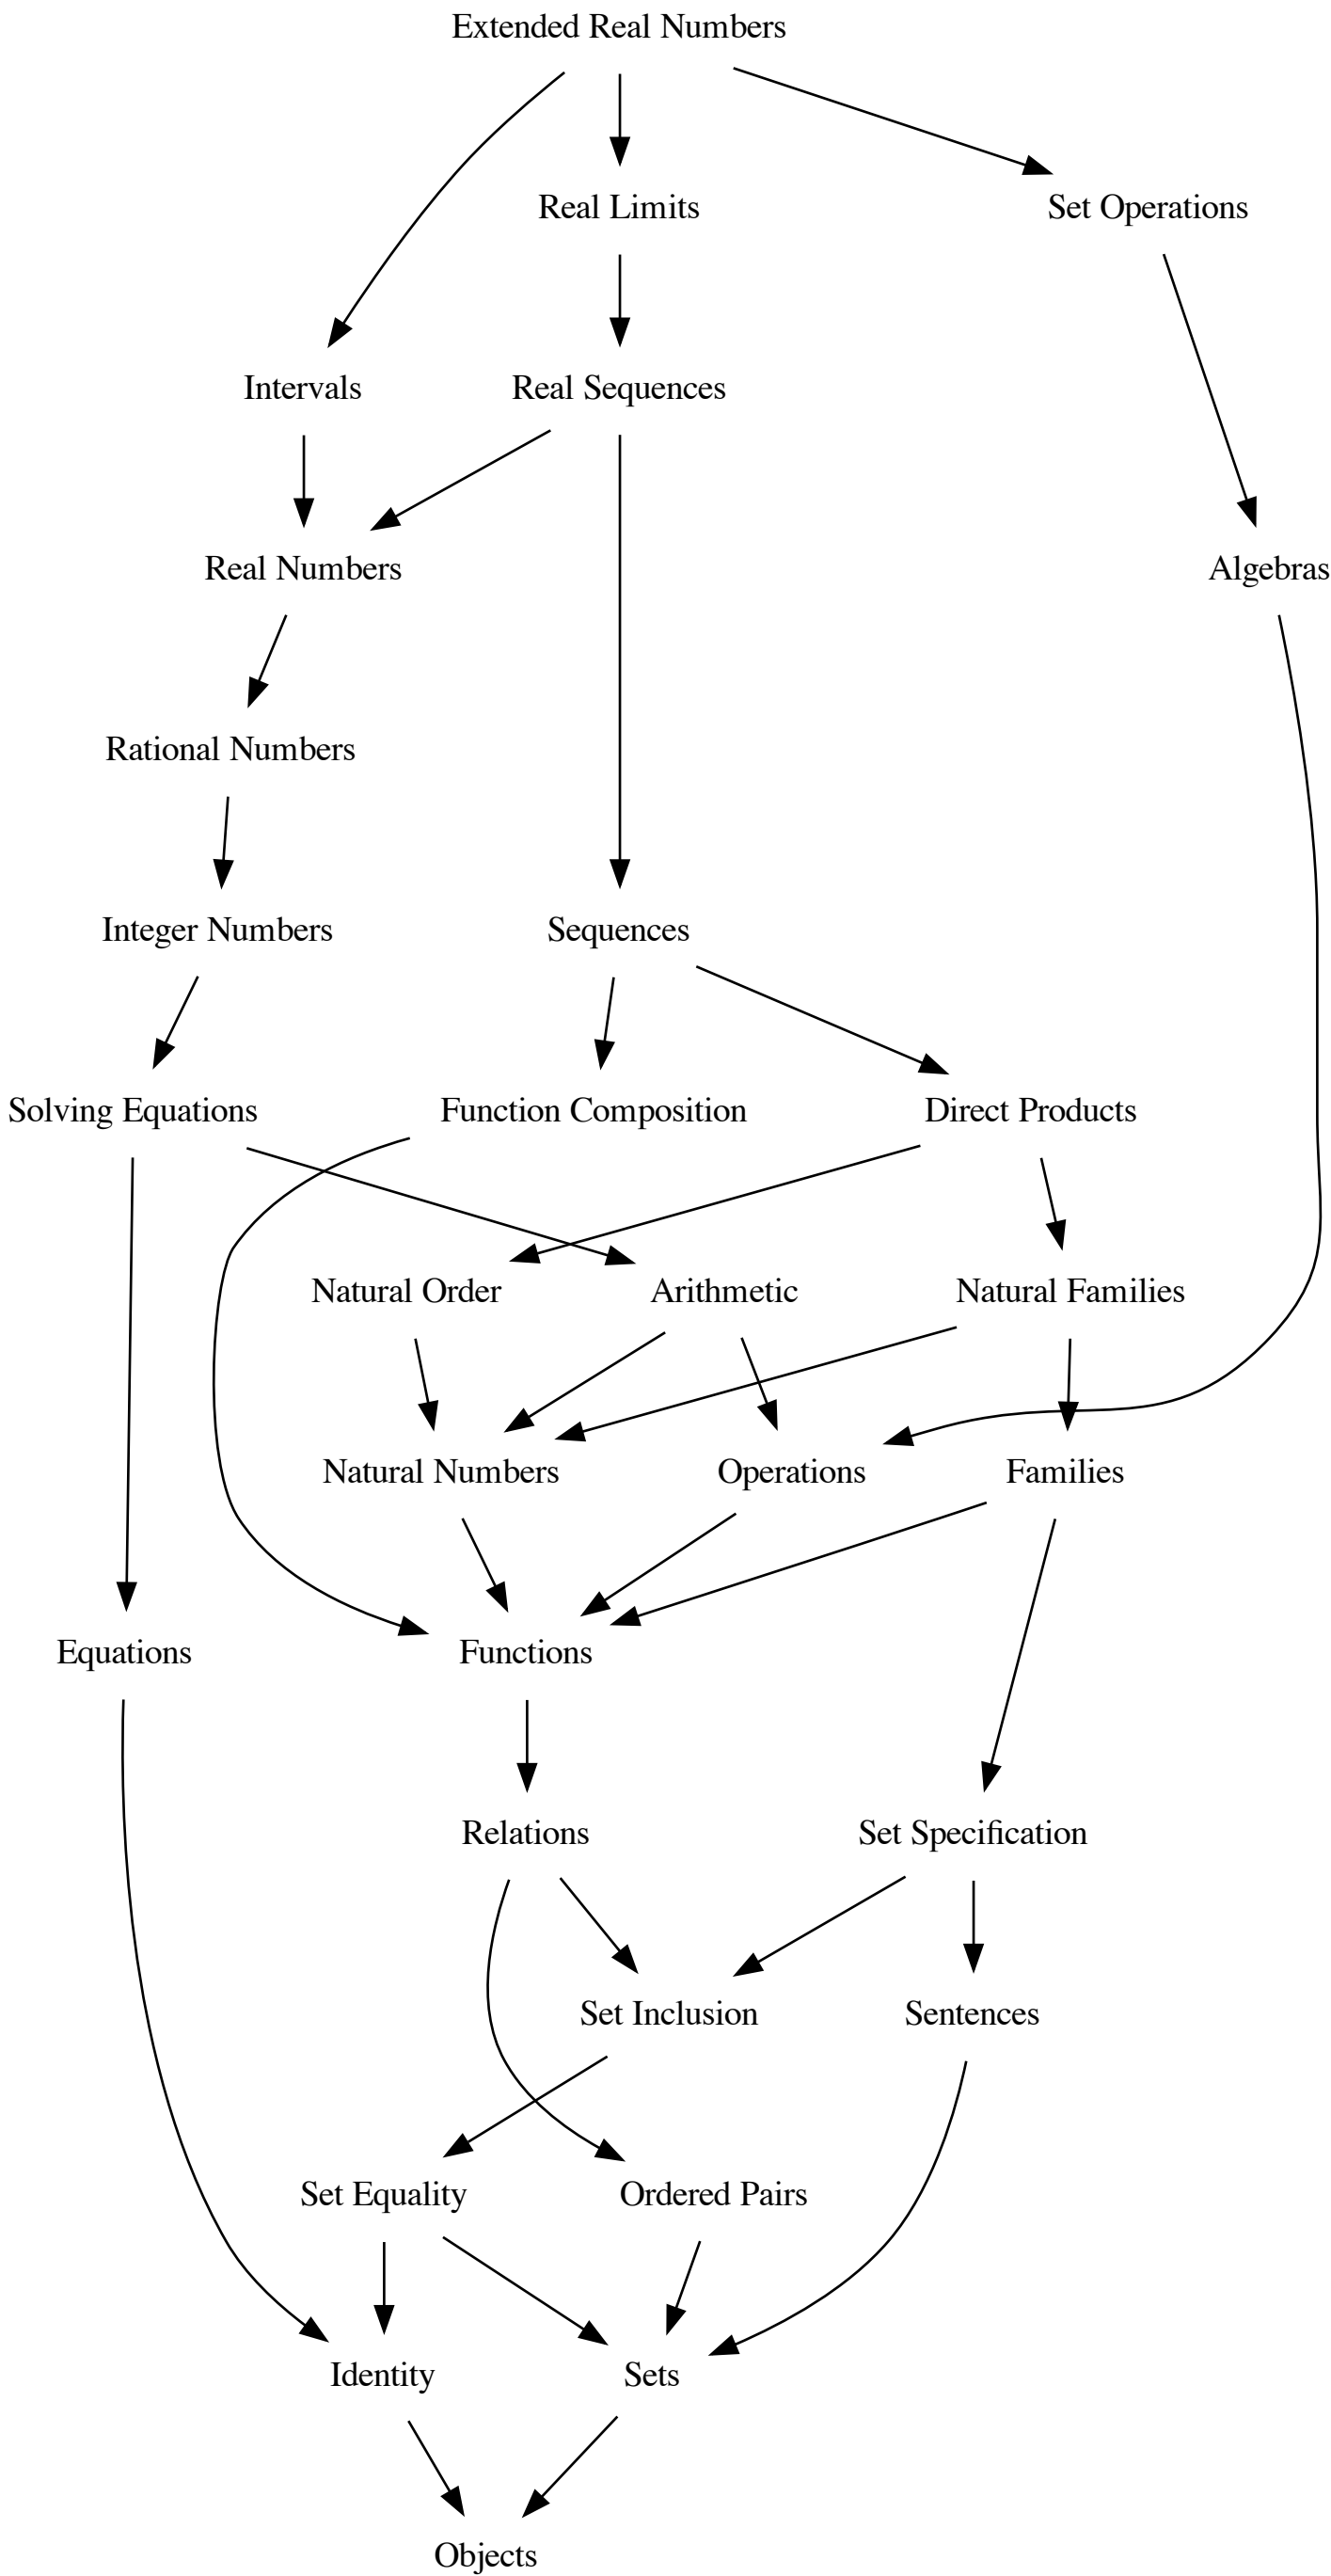 Extended Real Numbers
Real Limits
Set Operations
Intervals
Real Sequences
Real Numbers
Algebras
Rational Numbers
Integer Numbers
Sequences
Solving Equations
Function Composition
Direct Products
Natural Order
Arithmetic
Natural Families
Natural Numbers
Operations
Families
Equations
Functions
Relations
Set Specification
Set Inclusion
Sentences
Set Equality
Ordered Pairs
Identity
Sets
Objects